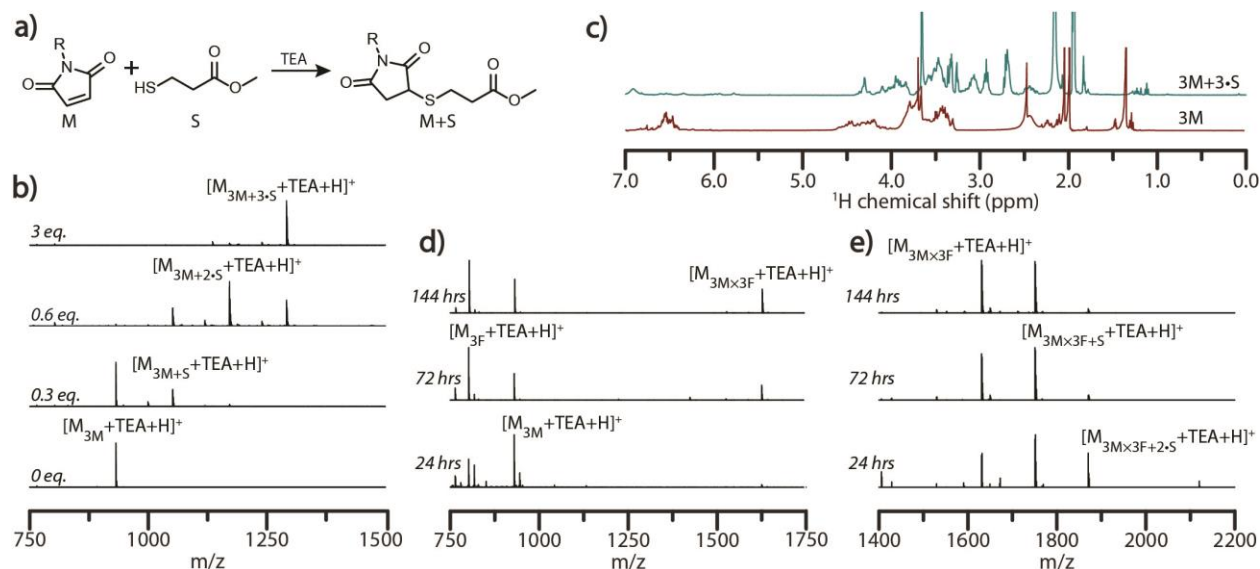 a)
R
N
O
O
M
+
HS
O
O
S
TEA
R
N
O
O
S
O
O
M+S
b)
[M3M+3•S+TEA+H]+
3 eq.
[M3M+2•S+TEA+H]+
0.6 eq.
[M3M+S+TEA+H]+
0.3 eq.
[M3M+TEA+H]+
0 eq.
750 1000 1250 1500
m/z
c)
3M+3•S
3M
7.0 6.0 5.0 4.0 3.0 2.0 1.0 0.0
1H chemical shift (ppm)
d)
[M3M×3F+TEA+H]+
144 hrs
[M3F+TEA+H]+
72 hrs
[M3M+TEA+H]+
24 hrs
750 1000 1250 1500 1750
m/z
e)
[M3M×3F+TEA+H]+
144 hrs
[M3M×3F+S+TEA+H]+
72 hrs
[M3M×3F+2•S+TEA+H]+
24 hrs
1400 1600 1800 2000 2200
m/z